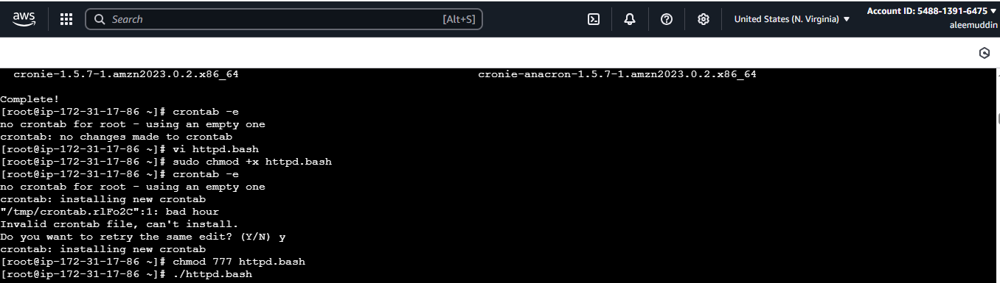 aws
Search
[Alt+S]
United States (N. Virginia)
Account ID: 5488-1391-6475
aleemuddin
cronie-1.5.7-1.amzn2023.0.2.x86_64 cronie-anacron-1.5.7-1.amzn2023.0.2.x86_64
Complete!
[root@ip-172-31-17-86 ~]# crontab -e
no crontab for root - using an empty one
crontab: no changes made to crontab
[root@ip-172-31-17-86 ~]# vi httpd.bash
[root@ip-172-31-17-86 ~]# sudo chmod +x httpd.bash
[root@ip-172-31-17-86 ~]# crontab -e
no crontab for root - using an empty one
crontab: installing new crontab
"/tmp/crontab.rlFo2C":1: bad hour
Invalid crontab file, can't install.
Do you want to retry the same edit? (Y/N) y
crontab: installing new crontab
[root@ip-172-31-17-86 ~]# chmod 777 httpd.bash
[root@ip-172-31-17-86 ~]# ./httpd.bash